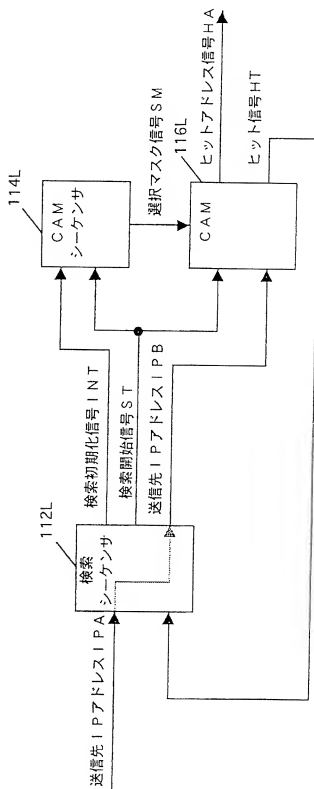 送信先IPアドレスIPA
112L
検索
シーケンサ
検索初期化信号INT
検索開始信号ST
送信先IPアドレスIPB
114L
CAM
シーケンサ
選択マスク信号SM
116L
CAM
ヒットアドレス信号HA
ヒット信号HT